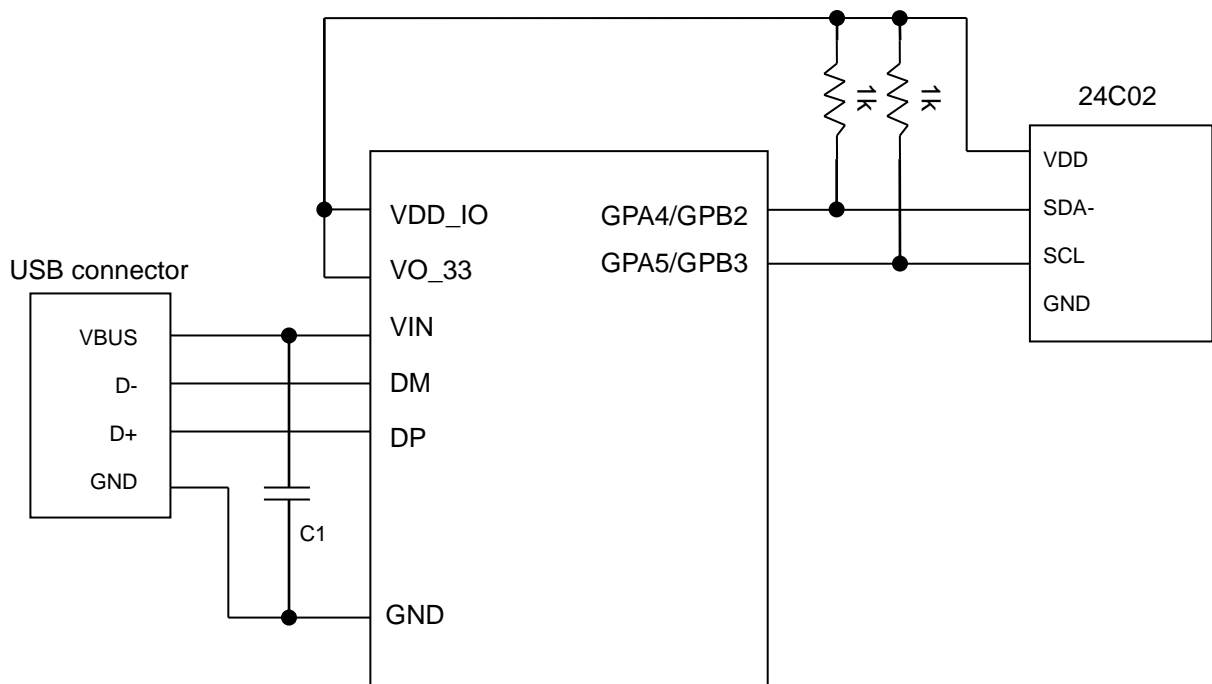 1k
1k
24C02
VDD
SDA-
SCL
GND
VDD_IO
VO_33
VIN
DM
DP
GND
GPA4/GPB2
GPA5/GPB3
USB connector
VBUS
D-
D+
GND
C1